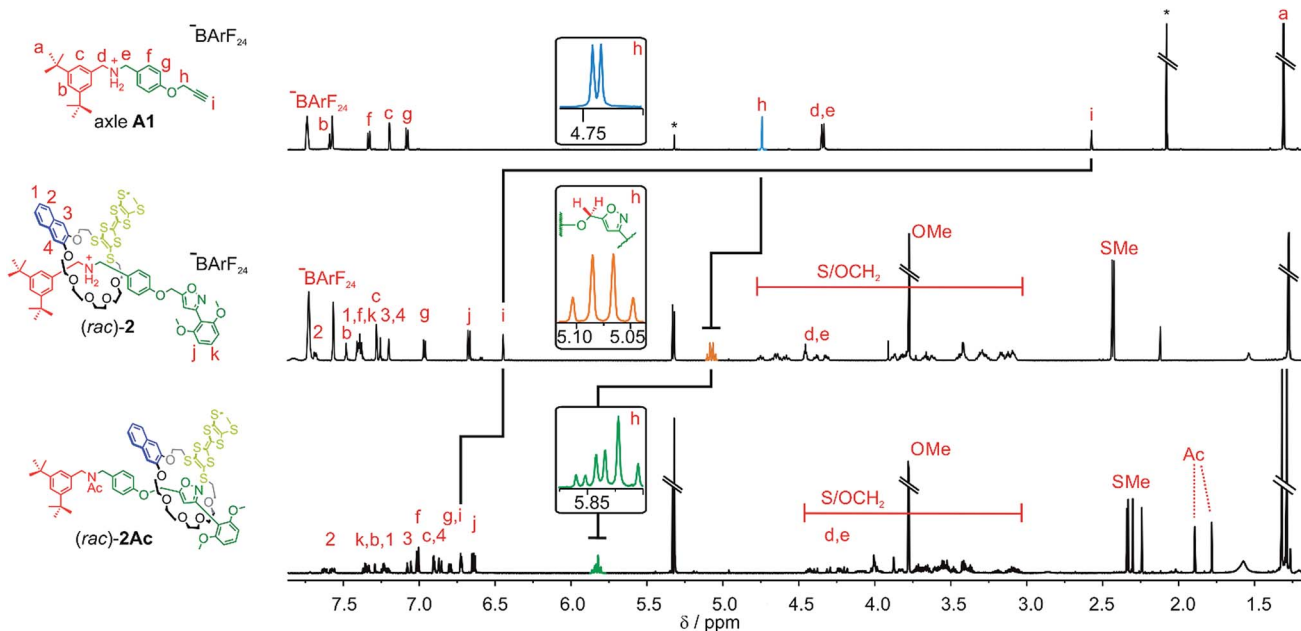 ⁻BArF₂₄
a
c
d
e
f
g
h
b
N
H₂
+
O
i
axle A1
⁻BArF₂₄
b
f
c
g
h
4.75
h
*
d,e
i
*
a
1
2
3
4
O
O
S
S
S
S
S
S
S*
S
NH₂
+
O
O
O
O
O
O
N
O
O
j
k
⁻BArF₂₄
(rac)-2
⁻BArF₂₄
2
b
1,f,k
c
3,4
g
j
i
H
H
O
O
N
h
5.10
5.05
S/OCH₂
d,e
OMe
SMe
N
Ac
O
O
N
O
O
O
O
S
S
S
S
S
S
S*
S
(rac)-2Ac
2
k,b,1
3
f
c,4
g,i
j
h
5.85
S/OCH₂
d,e
OMe
SMe
Ac
7.5 7.0 6.5 6.0 5.5 5.0 4.5 4.0 3.5 3.0 2.5 2.0 1.5
δ / ppm